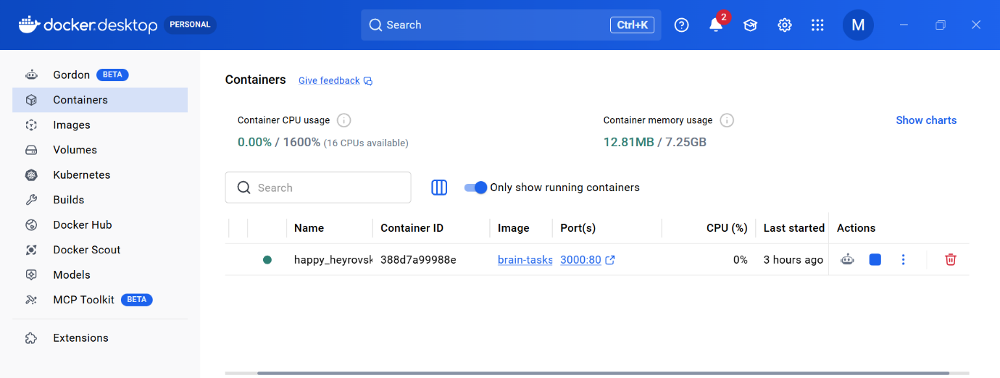 docker.desktop PERSONAL Search Ctrl+K 2 M
Gordon BETA
Containers
Images
Volumes
Kubernetes
Builds
Docker Hub
Docker Scout
Models
MCP Toolkit BETA
Extensions
Containers Give feedback
Container CPU usage
0.00% / 1600% (16 CPUs available)
Container memory usage
12.81MB / 7.25GB
Show charts
Search
Only show running containers
Name Container ID Image Port(s) CPU (%) Last started Actions
happy_heyrovsk 388d7a99988e brain-tasks 3000:80 0% 3 hours ago